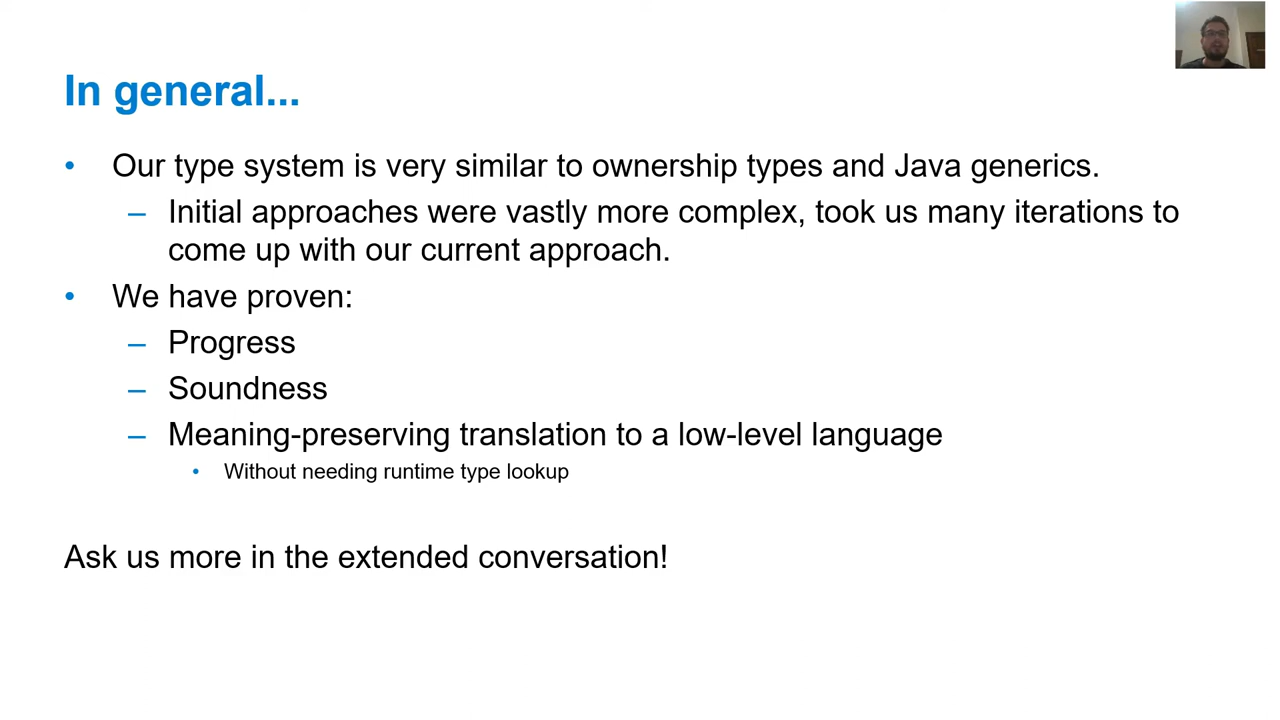 In general...
• Our type system is very similar to ownership types and Java generics.
– Initial approaches were vastly more complex, took us many iterations to
come up with our current approach.
• We have proven:
– Progress
– Soundness
– Meaning-preserving translation to a low-level language
• Without needing runtime type lookup
Ask us more in the extended conversation!